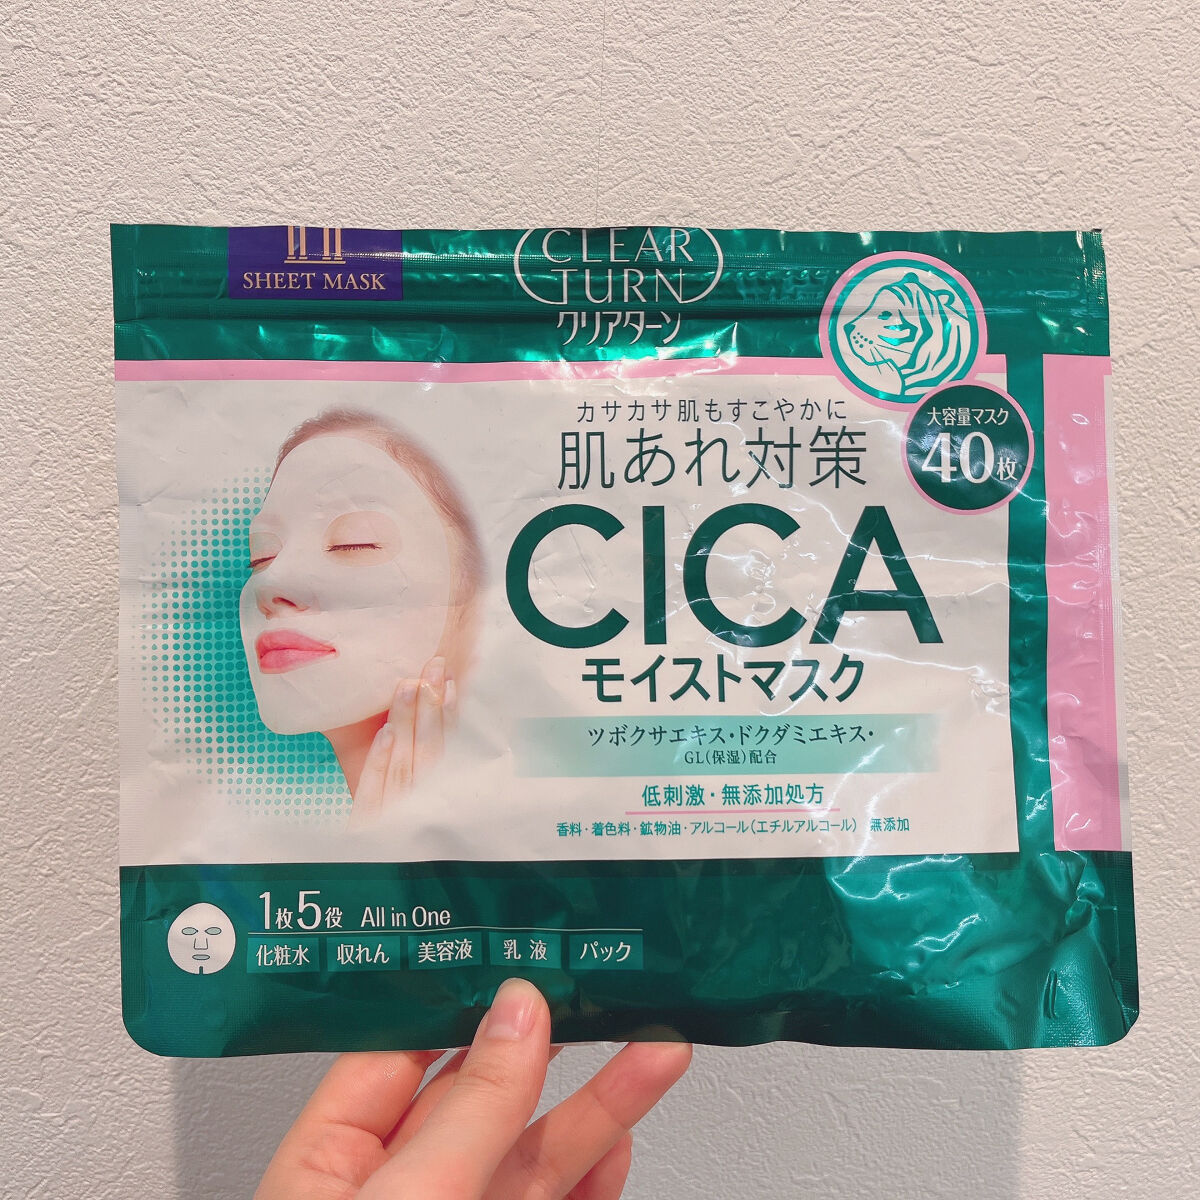 SHEET MASK
CLEAR
TURN
クリアターン
大容量マスク
40枚
カサカサ肌もすこやかに
肌あれ対策
CICA
モイストマスク
ツボクサエキス・ドクダミエキス・
GL(保湿)配合
低刺激・無添加処方
香料・着色料・鉱物油・アルコール(エチルアルコール) 無添加
1枚5役 All in One
化粧水 収れん 美容液 乳液 パック